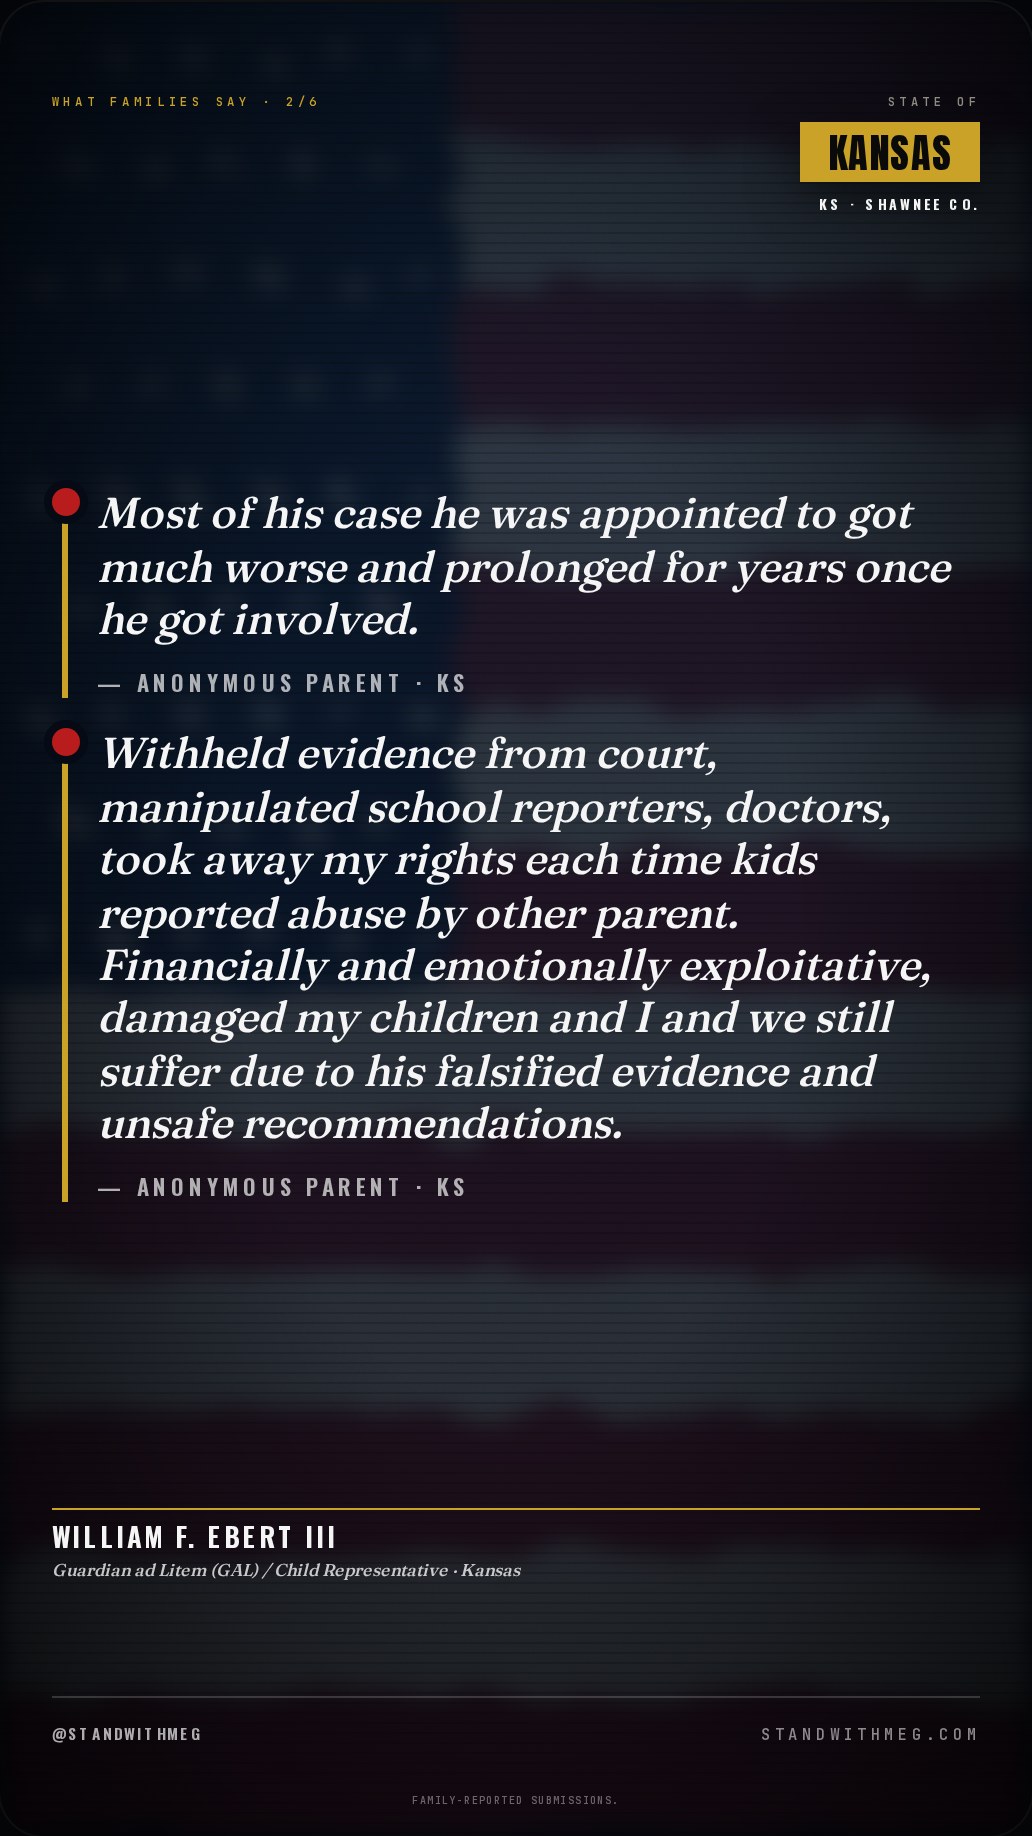 WHAT FAMILIES SAY · 2/6
STATE OF
KANSAS
KS · SHAWNEE CO.
Most of his case he was appointed to got
much worse and prolonged for years once
he got involved.
— ANONYMOUS PARENT · KS
Withheld evidence from court,
manipulated school reporters, doctors,
took away my rights each time kids
reported abuse by other parent.
Financially and emotionally exploitative,
damaged my children and I and we still
suffer due to his falsified evidence and
unsafe recommendations.
— ANONYMOUS PARENT · KS
WILLIAM F. EBERT III
Guardian ad Litem (GAL) / Child Representative · Kansas
@STANDWITHMEG
STANDWITHMEG.COM
FAMILY-REPORTED SUBMISSIONS.